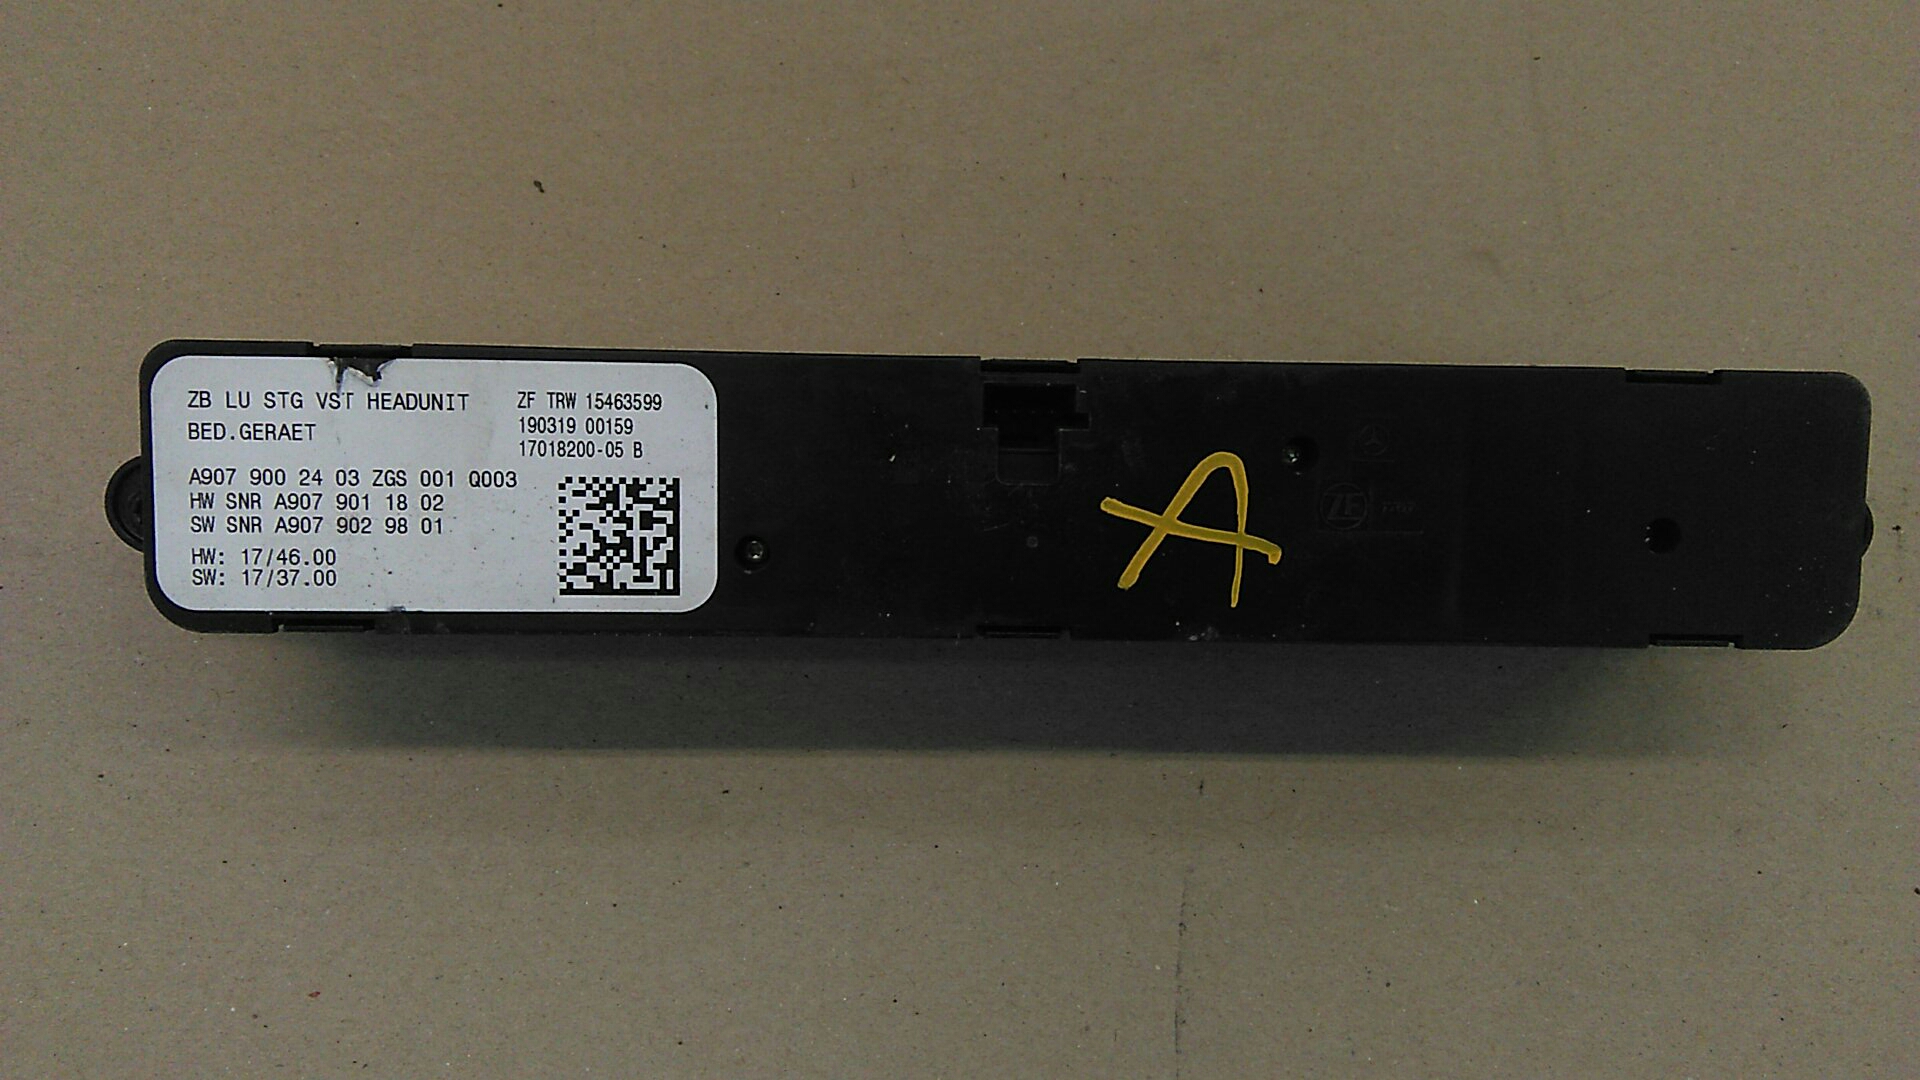 ZB LU STG VST HEADUNIT
BED.GERAET
ZF TRW 15463599
190319 00159
17018200-05 B
A907 900 24 03 ZGS 001 Q003
HW SNR A907 901 18 02
SW SNR A907 902 98 01
HW: 17/46.00
SW: 17/37.00
A
ZF